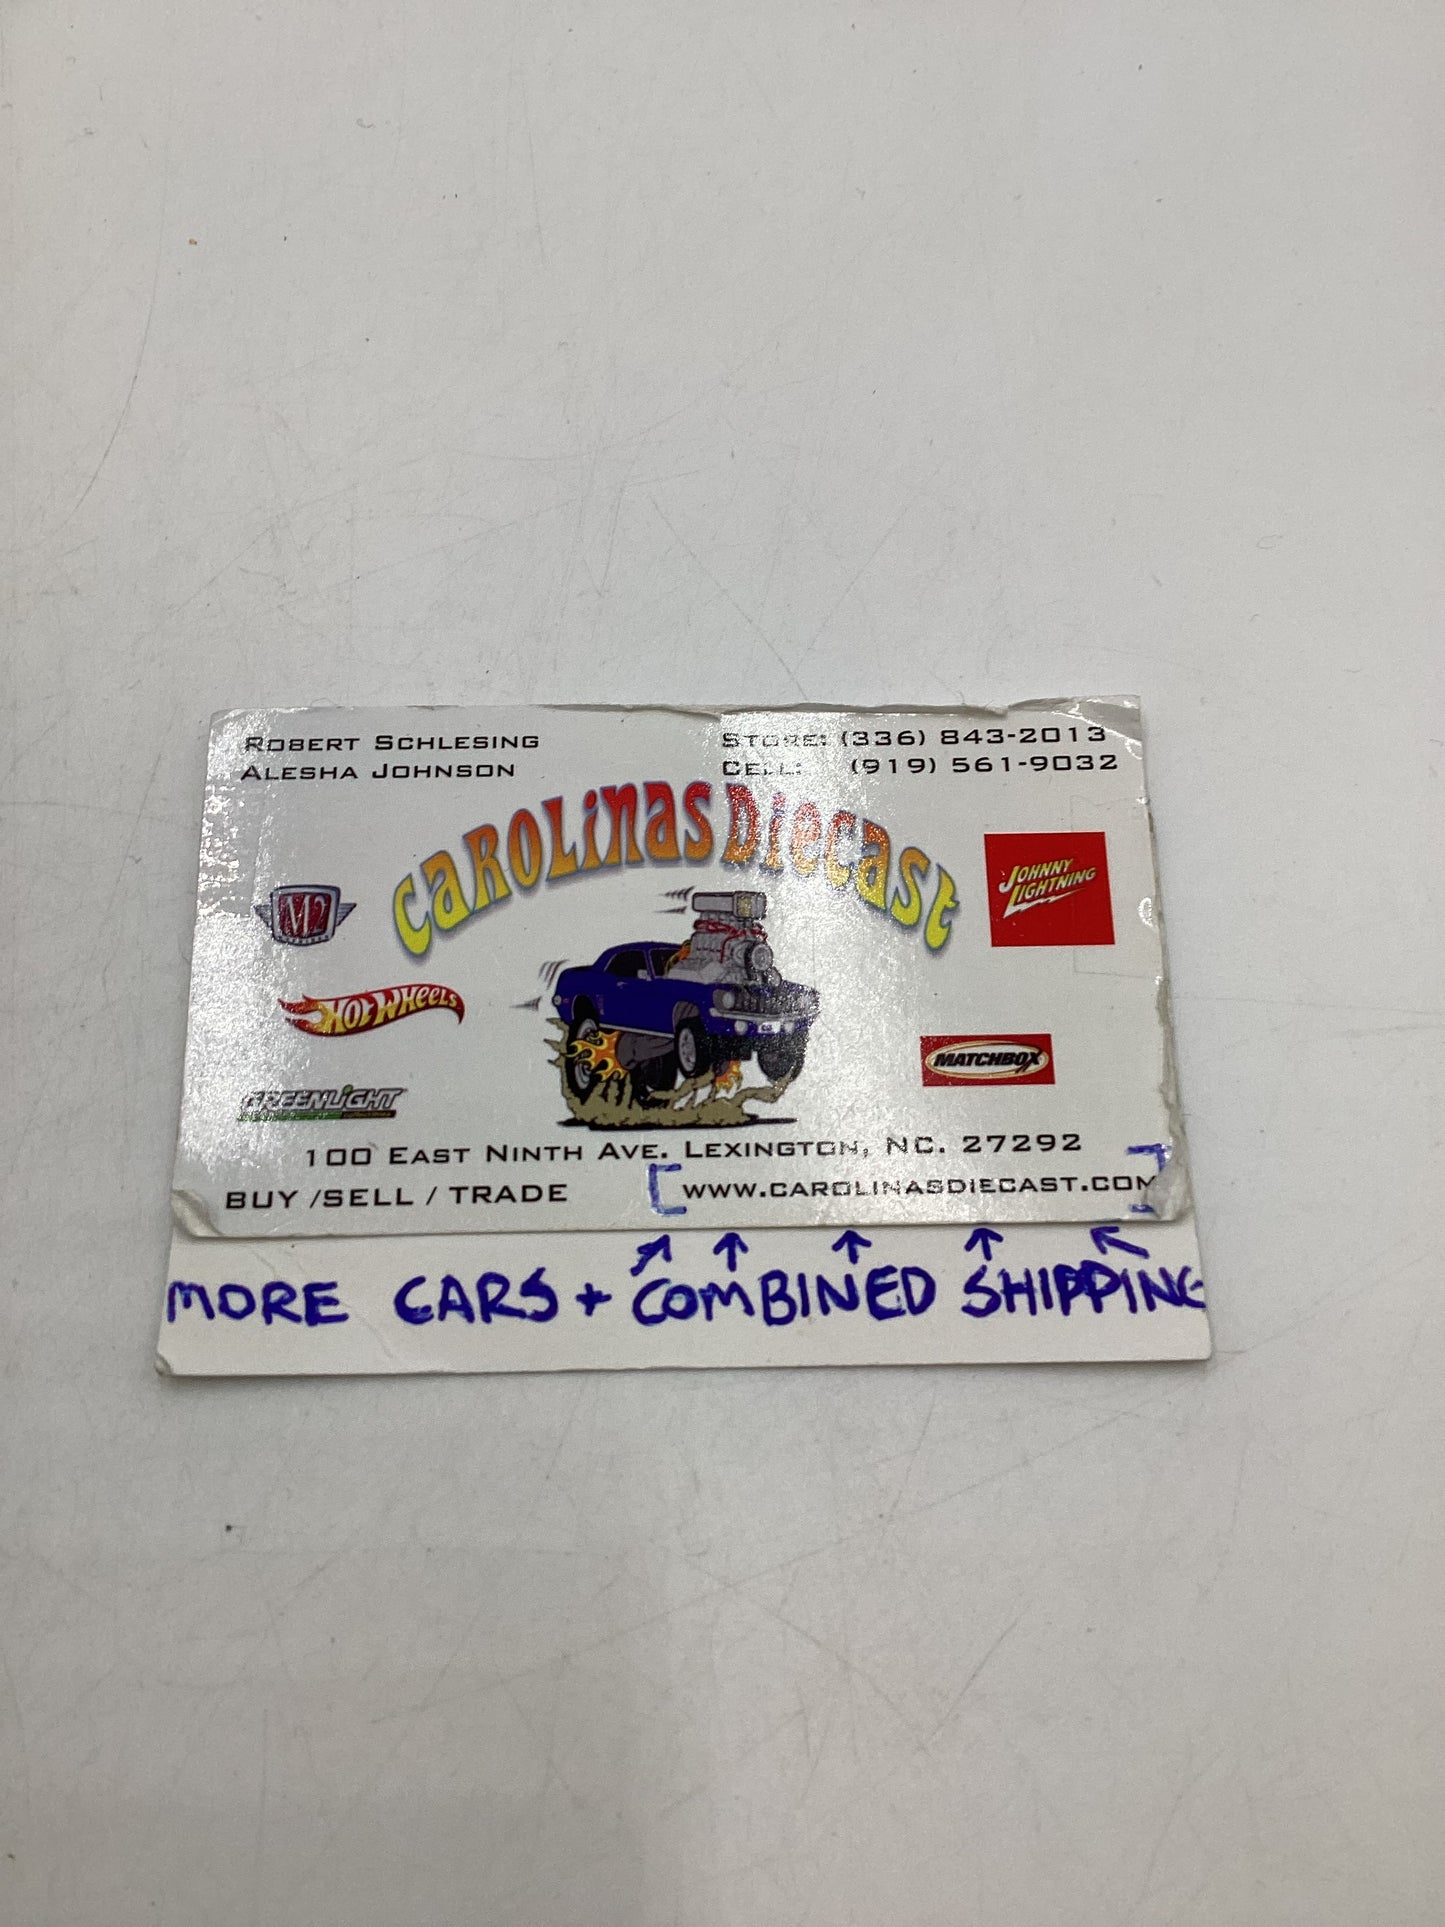 ROBERT SCHLESING
ALESHA JOHNSON
STORE: (336) 843-2013
CELL: (919) 561-9032
CAROLINAS DIECAST
M2
JOHNNY LIGHTNING
HOT WHEELS
MATCHBOX
GREENLIGHT
100 EAST NINTH AVE. LEXINGTON, NC. 27292
BUY /SELL / TRADE
[WWW.CAROLINASDIECAST.COM]
MORE CARS + COMBINED SHIPPING